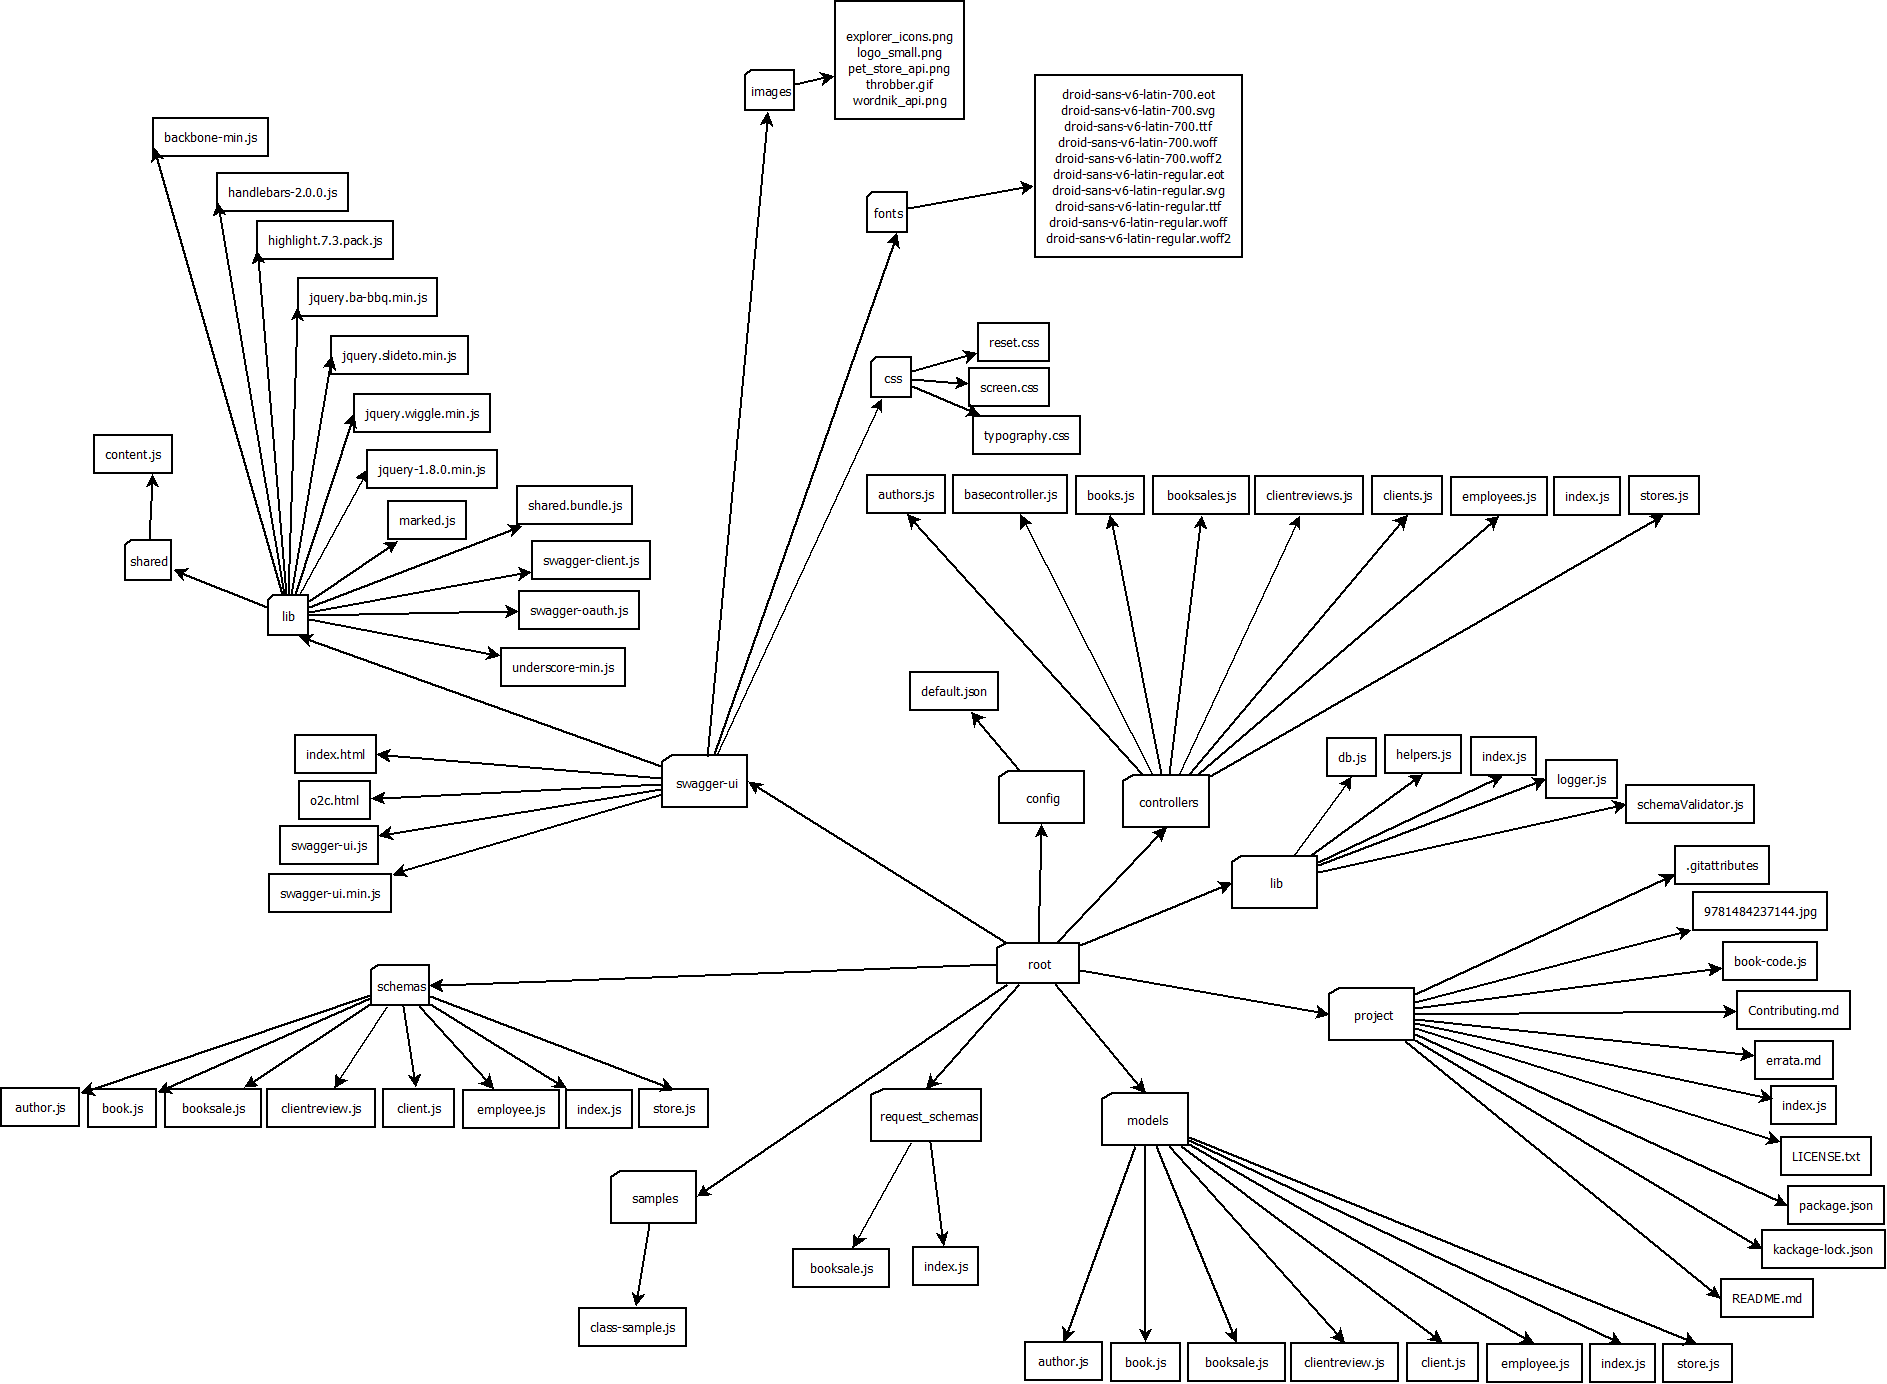 explorer_icons.png
logo_small.png
pet_store_api.png
throbber.gif
wordnik_api.png
images
droid-sans-v6-latin-700.eot
droid-sans-v6-latin-700.svg
droid-sans-v6-latin-700.ttf
droid-sans-v6-latin-700.woff
droid-sans-v6-latin-700.woff2
droid-sans-v6-latin-regular.eot
droid-sans-v6-latin-regular.svg
droid-sans-v6-latin-regular.ttf
droid-sans-v6-latin-regular.woff
droid-sans-v6-latin-regular.woff2
fonts
backbone-min.js
handlebars-2.0.0.js
highlight.7.3.pack.js
jquery.ba-bbq.min.js
jquery.slideto.min.js
jquery.wiggle.min.js
jquery-1.8.0.min.js
marked.js
shared.bundle.js
swagger-client.js
swagger-oauth.js
underscore-min.js
content.js
shared
lib
css
reset.css
screen.css
typography.css
authors.js
basecontroller.js
books.js
booksales.js
clientreviews.js
clients.js
employees.js
index.js
stores.js
default.json
config
controllers
db.js
helpers.js
index.js
logger.js
schemaValidator.js
lib
index.html
o2c.html
swagger-ui.js
swagger-ui.min.js
swagger-ui
root
project
.gitattributes
9781484237144.jpg
book-code.js
Contributing.md
errata.md
index.js
LICENSE.txt
package.json
kackage-lock.json
README.md
schemas
author.js
book.js
booksale.js
clientreview.js
client.js
employee.js
index.js
store.js
request_schemas
booksale.js
index.js
samples
class-sample.js
models
author.js
book.js
booksale.js
clientreview.js
client.js
employee.js
index.js
store.js